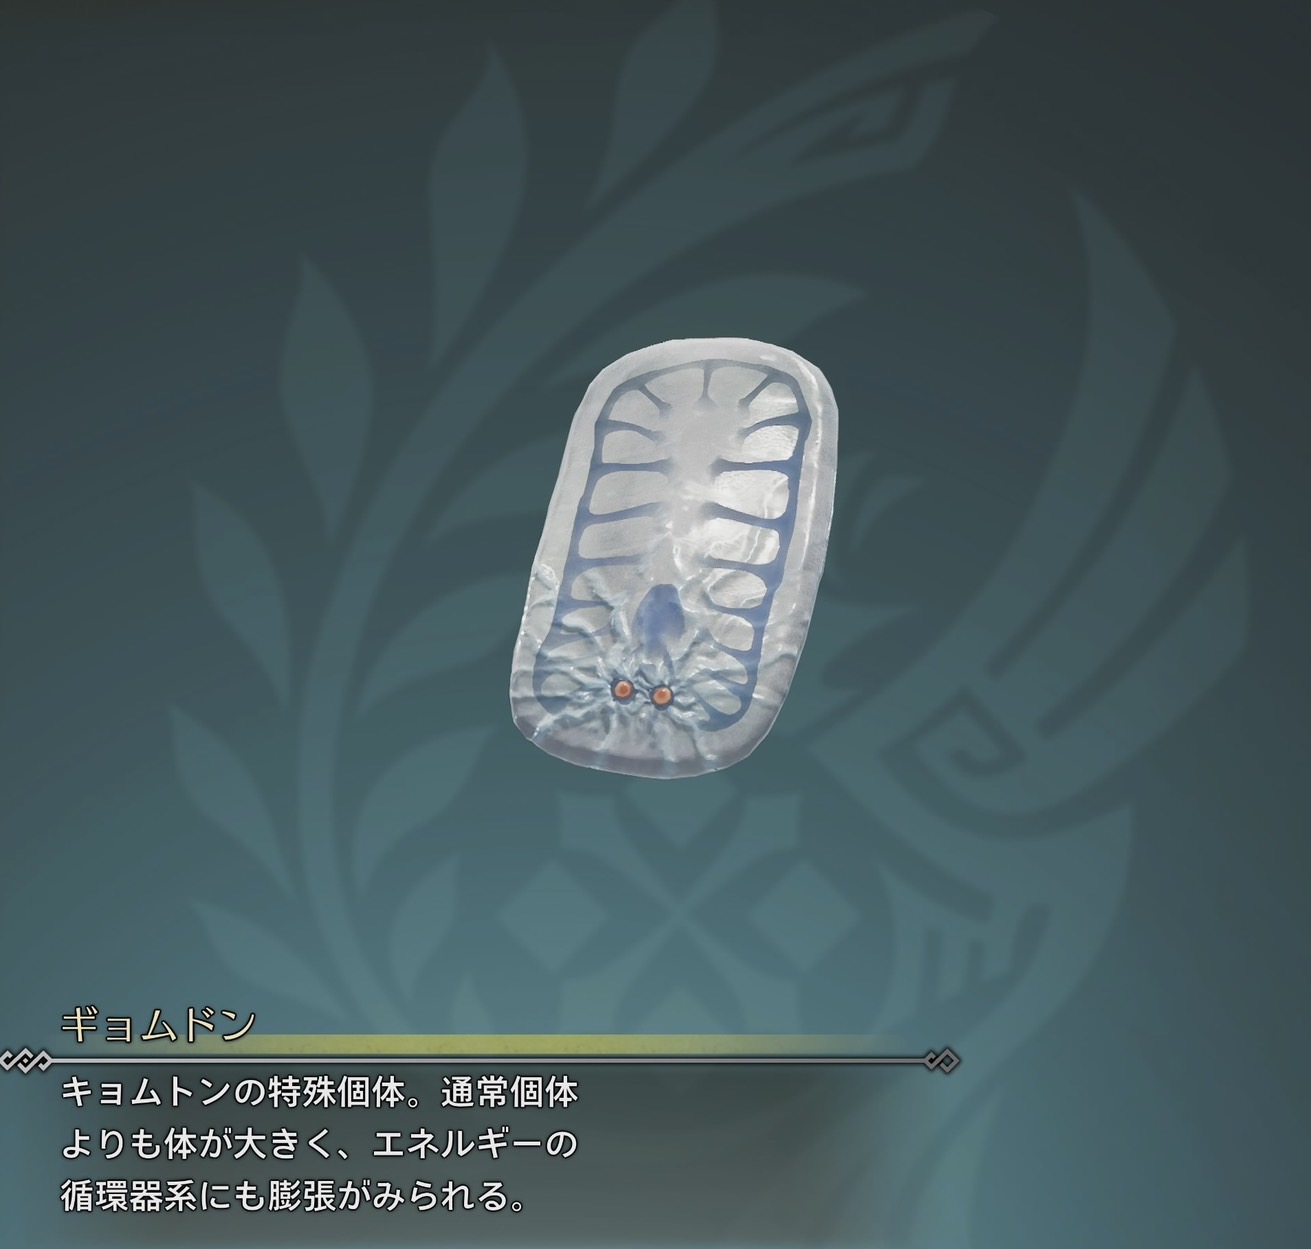 ギョムドン
キョムトンの特殊個体。通常個体
よりも体が大きく、エネルギーの
循環器系にも膨張がみられる。